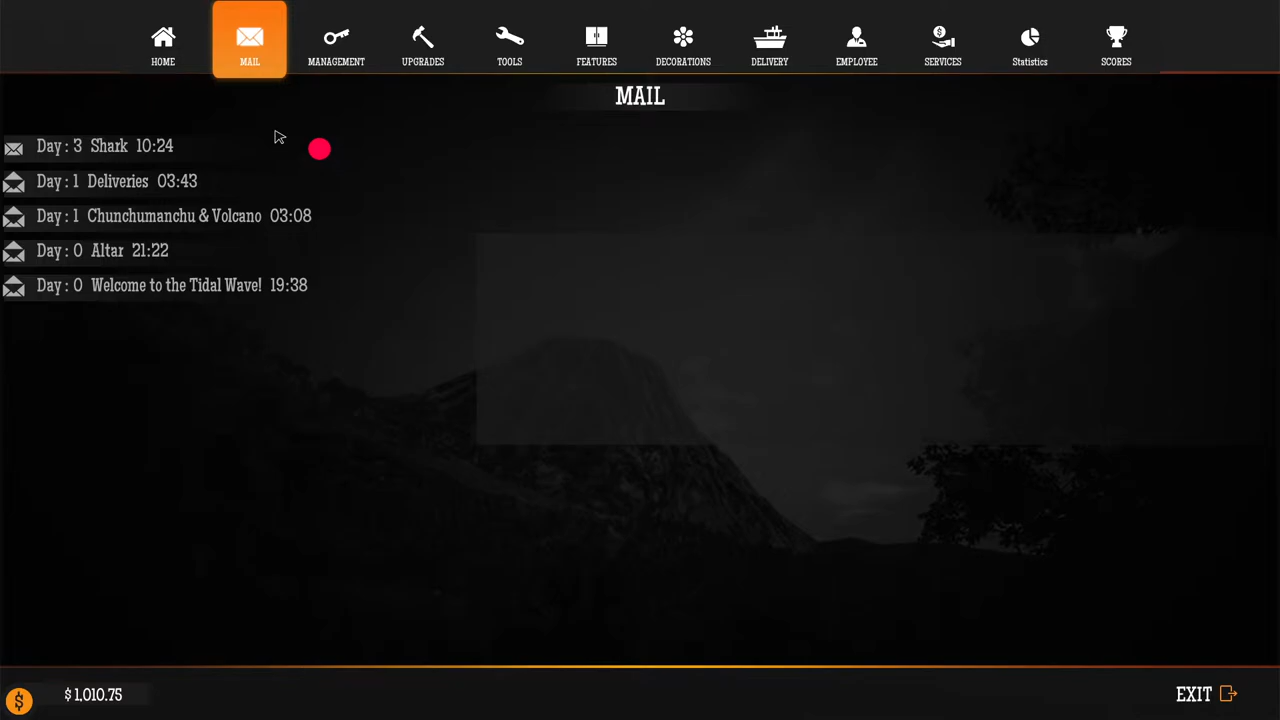 HOME MAIL MANAGEMENT UPGRADES TOOLS FEATURES DECORATIONS DELIVERY EMPLOYEE SERVICES Statistics SCORES
MAIL
Day : 3 Shark 10:24
Day : 1 Deliveries 03:43
Day : 1 Chunchumanchu & Volcano 03:08
Day : 0 Altar 21:22
Day : 0 Welcome to the Tidal Wave! 19:38
$ $ 1,010.75 EXIT